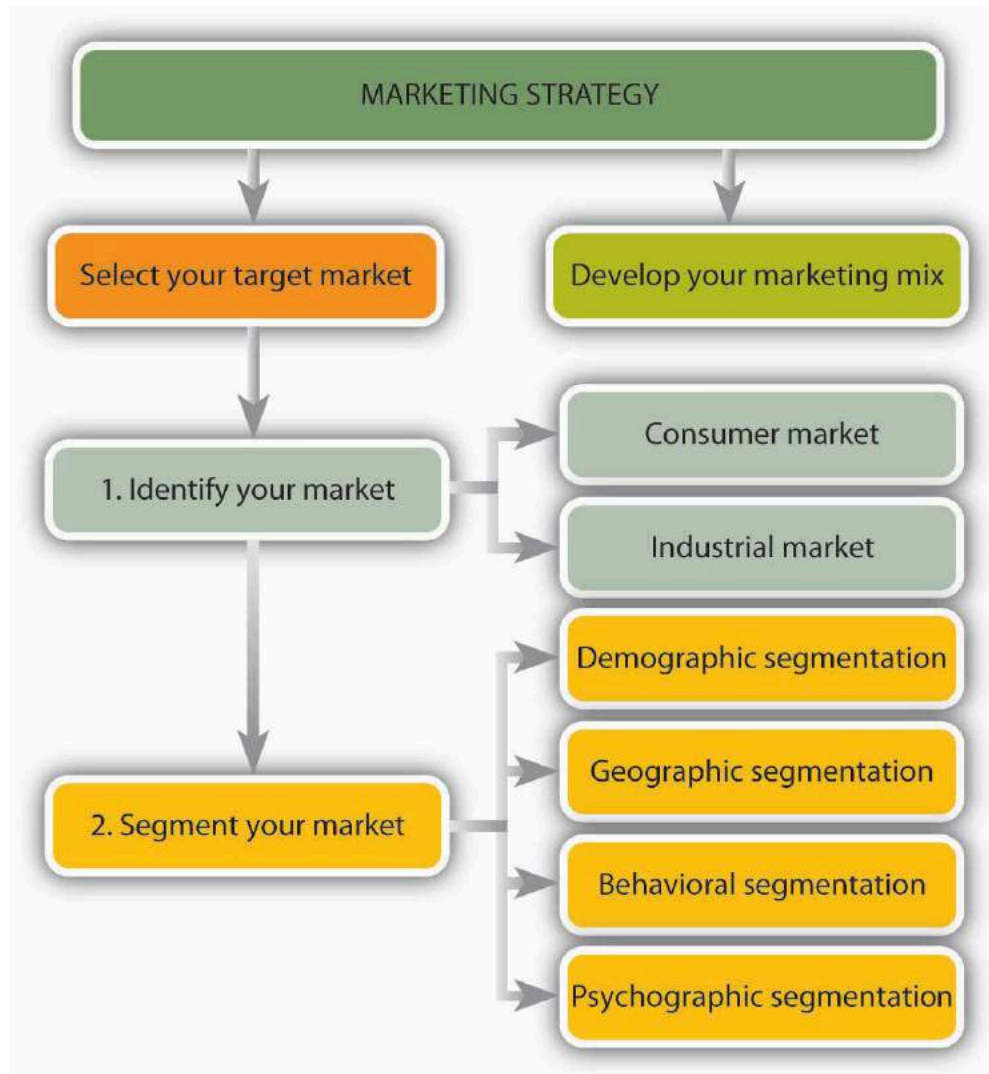 MARKETING STRATEGY
Select your target market
Develop your marketing mix
1. Identify your market
Consumer market
Industrial market
2. Segment your market
Demographic segmentation
Geographic segmentation
Behavioral segmentation
Psychographic segmentation